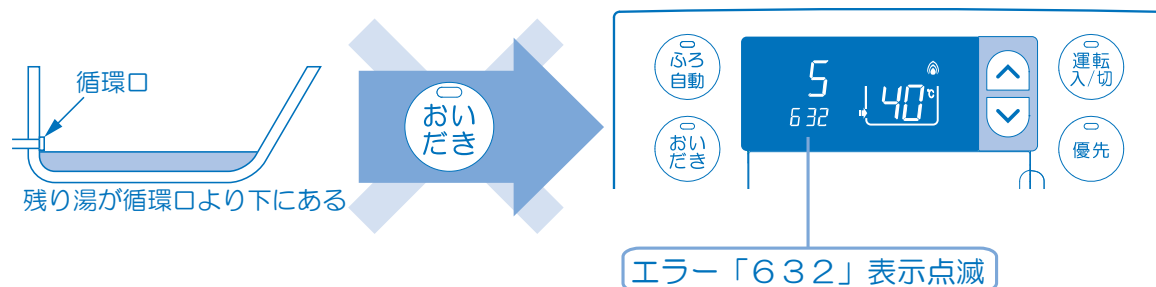 循環口
残り湯が循環口より下にある
おい
だき
ふろ
自動
おい
だき
5
632
40℃
運転
入/切
優先
エラー「632」表示点滅